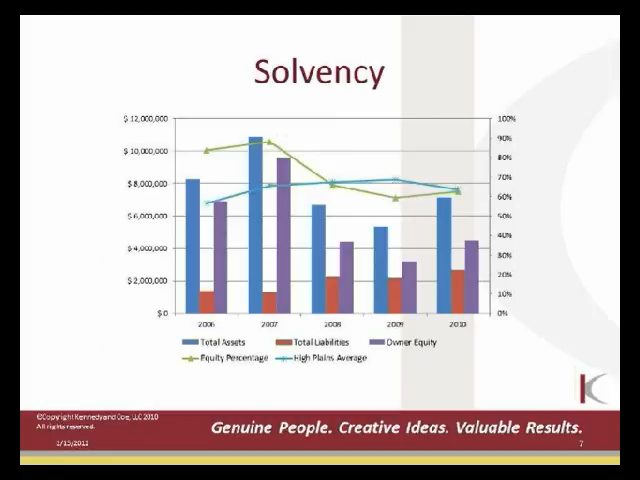 Solvency
$ 12,000,000
$ 10,000,000
$ 8,000,000
$ 6,000,000
$ 4,000,000
$ 2,000,000
$ 0
100%
90%
80%
70%
60%
50%
40%
30%
20%
10%
0%
2006 2007 2008 2009 2010
Total Assets Total Liabilities Owner Equity
Equity Percentage High Plains Average
K
©Copyright Kennedy and Coe, LLC 2010
All rights reserved.
Genuine People. Creative Ideas. Valuable Results.
7